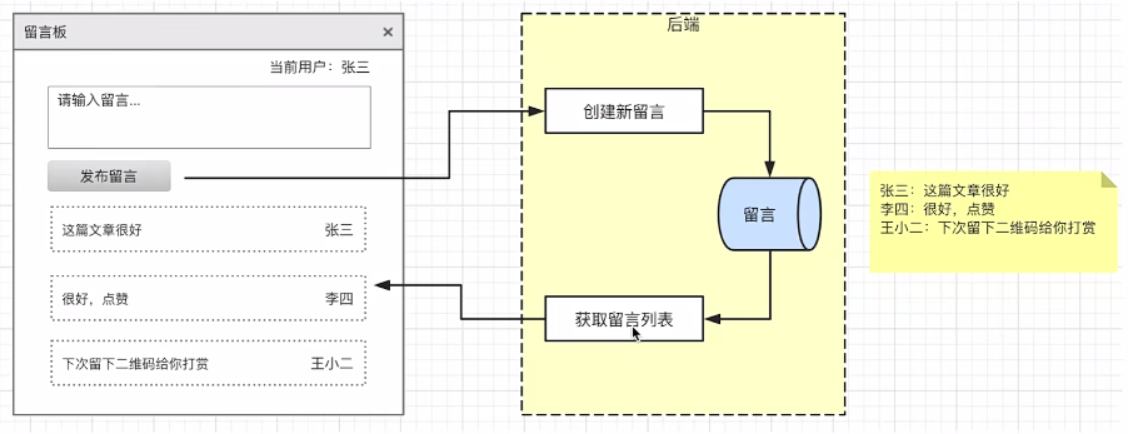 留言板 ×
当前用户：张三
请输入留言...
发布留言
这篇文章很好 张三
很好，点赞 李四
下次留下二维码给你打赏 王小二
后端
创建新留言
留言
获取留言列表
张三：这篇文章很好
李四：很好，点赞
王小二：下次留下二维码给你打赏